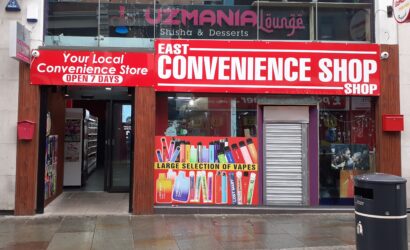 UZMANIA Lounge
Shisha & Desserts
Your Local
Convenience Store
OPEN 7 DAYS
EAST
CONVENIENCE SHOP
SHOP
LARGE SELECTION OF VAPES